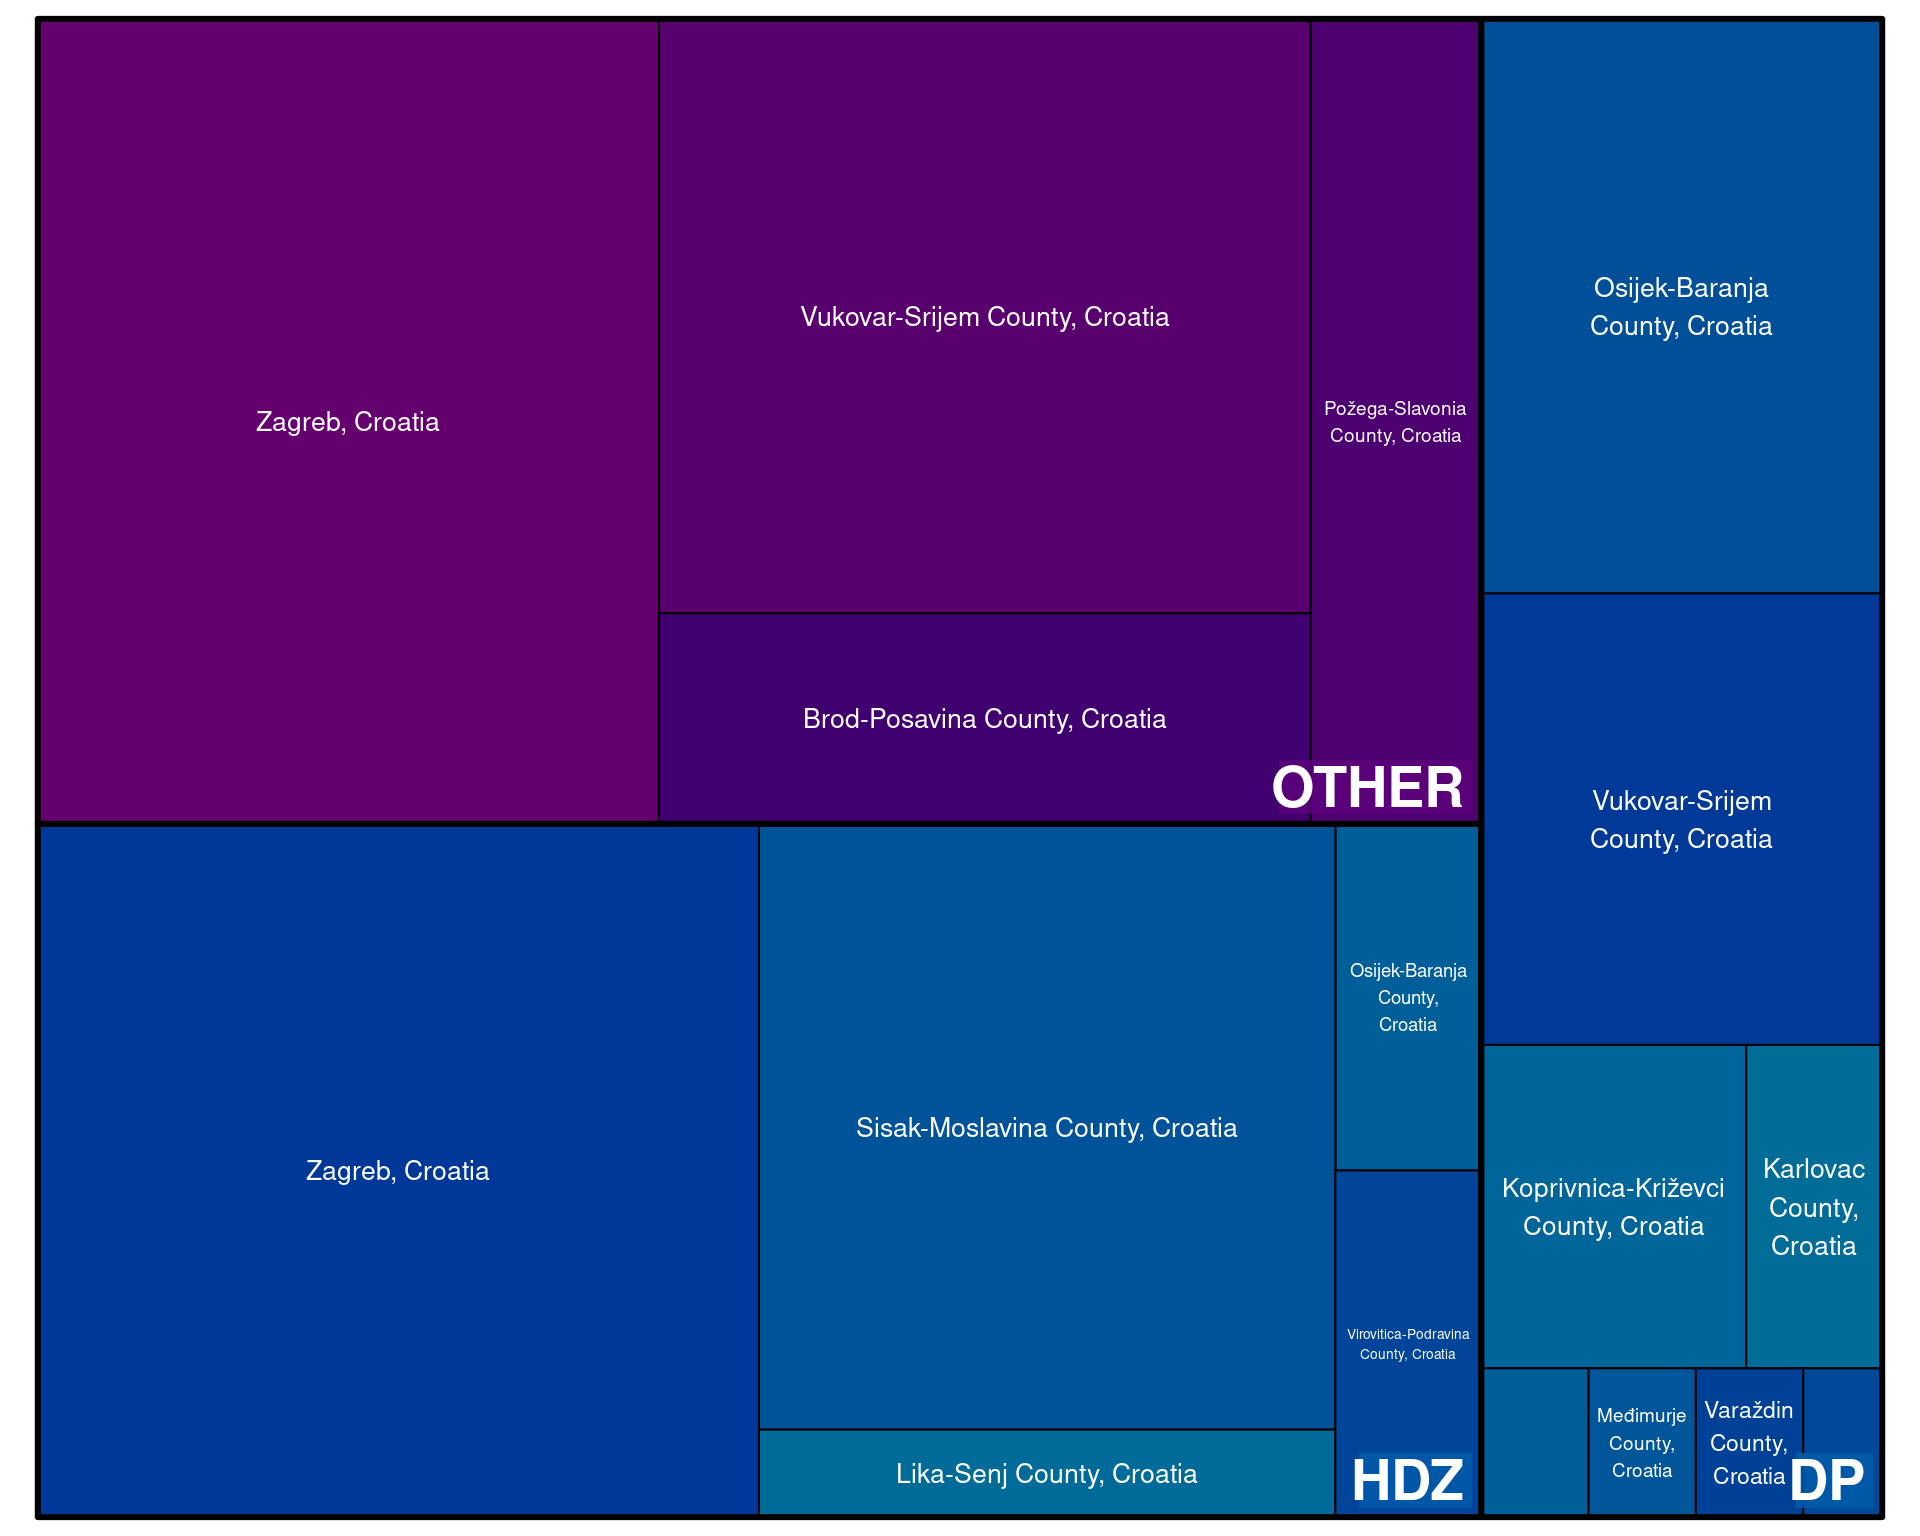 Zagreb, Croatia
Vukovar-Srijem County, Croatia
Požega-Slavonia
County, Croatia
Brod-Posavina County, Croatia
OTHER
Osijek-Baranja
County, Croatia
Vukovar-Srijem
County, Croatia
Zagreb, Croatia
Sisak-Moslavina County, Croatia
Osijek-Baranja
County,
Croatia
Virovitica-Podravina
County, Croatia
Lika-Senj County, Croatia
HDZ
Koprivnica-Križevci
County, Croatia
Karlovac
County,
Croatia
Međimurje
County,
Croatia
Varaždin
County,
Croatia
DP